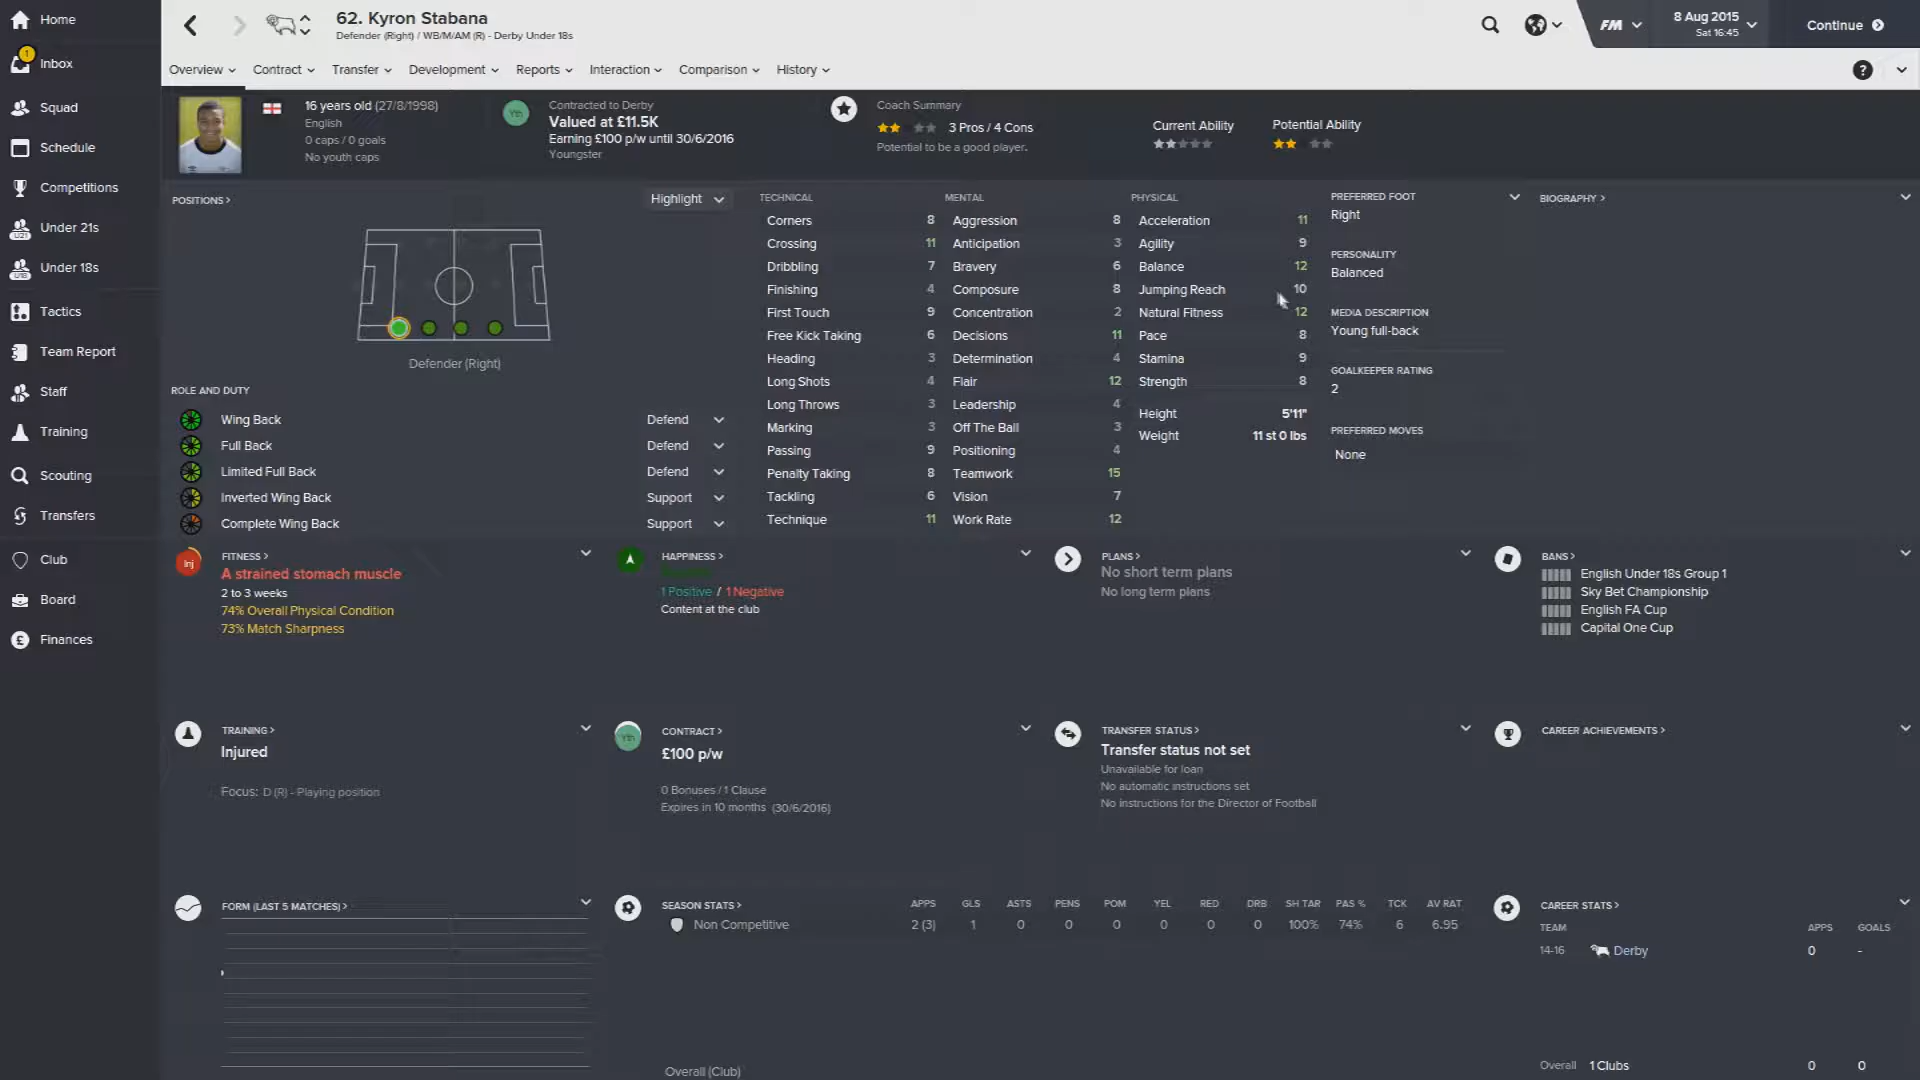 Home
1
Inbox
Squad
Schedule
Competitions
Under 21s
Under 18s
Tactics
Team Report
Staff
Training
Scouting
Transfers
Club
Board
Finances
62. Kyron Stabana
Defender (Right) / WB/M/AM (R) - Derby Under 18s
FM
8 Aug 2015
Sat 16:45
Continue
Overview
Contract
Transfer
Development
Reports
Interaction
Comparison
History
?
16 years old (27/8/1998)
English
0 caps / 0 goals
No youth caps
Yth
Contracted to Derby
Valued at £11.5K
Earning £100 p/w until 30/6/2016
Youngster
Coach Summary
3 Pros / 4 Cons
Potential to be a good player.
Current Ability
Potential Ability
POSITIONS >
Highlight
Defender (Right)
ROLE AND DUTY
Wing Back Defend
Full Back Defend
Limited Full Back Defend
Inverted Wing Back Support
Complete Wing Back Support
TECHNICAL
Corners 8
Crossing 11
Dribbling 7
Finishing 4
First Touch 9
Free Kick Taking 6
Heading 3
Long Shots 4
Long Throws 3
Marking 3
Passing 9
Penalty Taking 8
Tackling 6
Technique 11
MENTAL
Aggression 8
Anticipation 3
Bravery 6
Composure 8
Concentration 2
Decisions 11
Determination 4
Flair 12
Leadership 4
Off The Ball 3
Positioning 4
Teamwork 15
Vision 7
Work Rate 12
PHYSICAL
Acceleration 11
Agility 9
Balance 12
Jumping Reach 10
Natural Fitness 12
Pace 8
Stamina 9
Strength 8
Height 5'11"
Weight 11 st 0 lbs
PREFERRED FOOT
Right
PERSONALITY
Balanced
MEDIA DESCRIPTION
Young full-back
GOALKEEPER RATING
2
PREFERRED MOVES
None
BIOGRAPHY >
Inj
FITNESS >
A strained stomach muscle
2 to 3 weeks
74% Overall Physical Condition
73% Match Sharpness
HAPPINESS >
1 Positive / 1 Negative
Content at the club
PLANS >
No short term plans
No long term plans
BANS >
English Under 18s Group 1
Sky Bet Championship
English FA Cup
Capital One Cup
TRAINING >
Injured
Focus: D (R) - Playing position
Yth
CONTRACT >
£100 p/w
0 Bonuses / 1 Clause
Expires in 10 months (30/6/2016)
TRANSFER STATUS >
Transfer status not set
Unavailable for loan
No automatic instructions set
No instructions for the Director of Football
CAREER ACHIEVEMENTS >
FORM (LAST 5 MATCHES) >
SEASON STATS > APPS GLS ASTS PENS POM YEL RED DRB SH TAR PAS % TCK AV RAT
Non Competitive 2 (3) 1 0 0 0 0 0 0 100% 74% 6 6.95
Overall (Club)
CAREER STATS >
TEAM APPS GOALS
14-16 Derby 0 -
Overall 1 Clubs 0 0